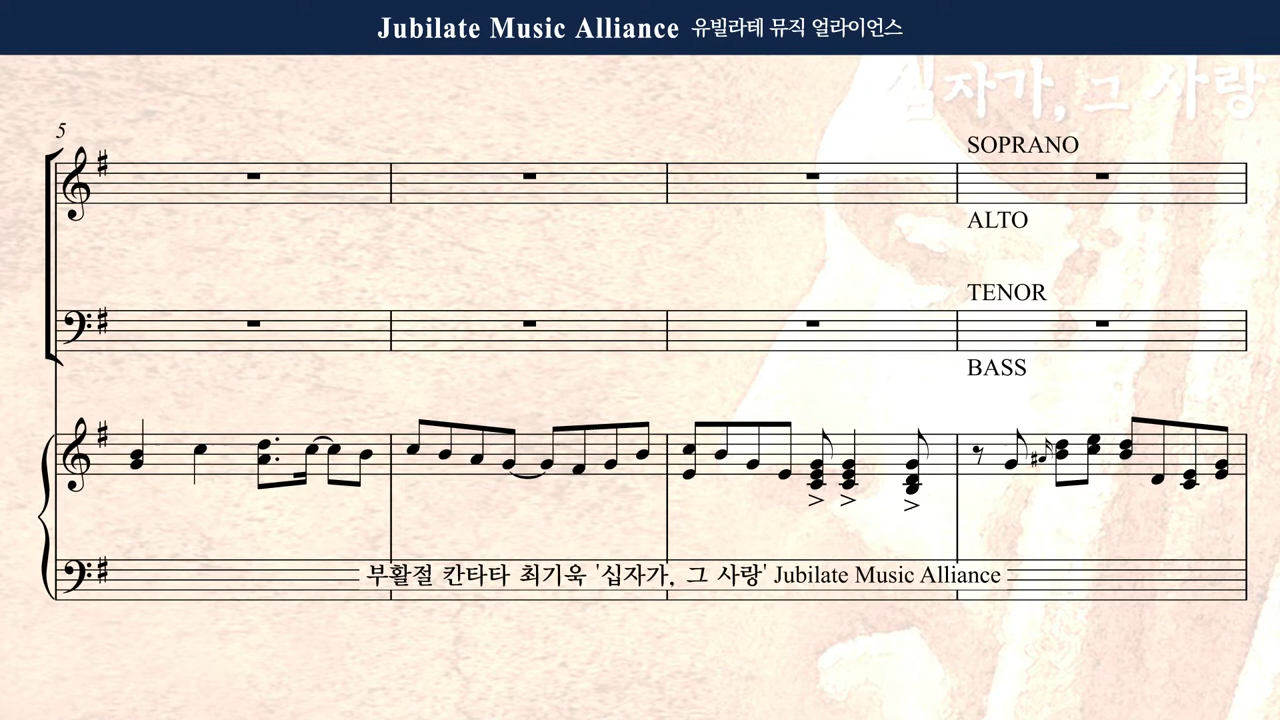 Jubilate Music Alliance 유빌라테 뮤직 얼라이언스
십자가, 그 사랑
5
SOPRANO
ALTO
TENOR
BASS
부활절 칸타타 최기욱 '십자가, 그 사랑' Jubilate Music Alliance